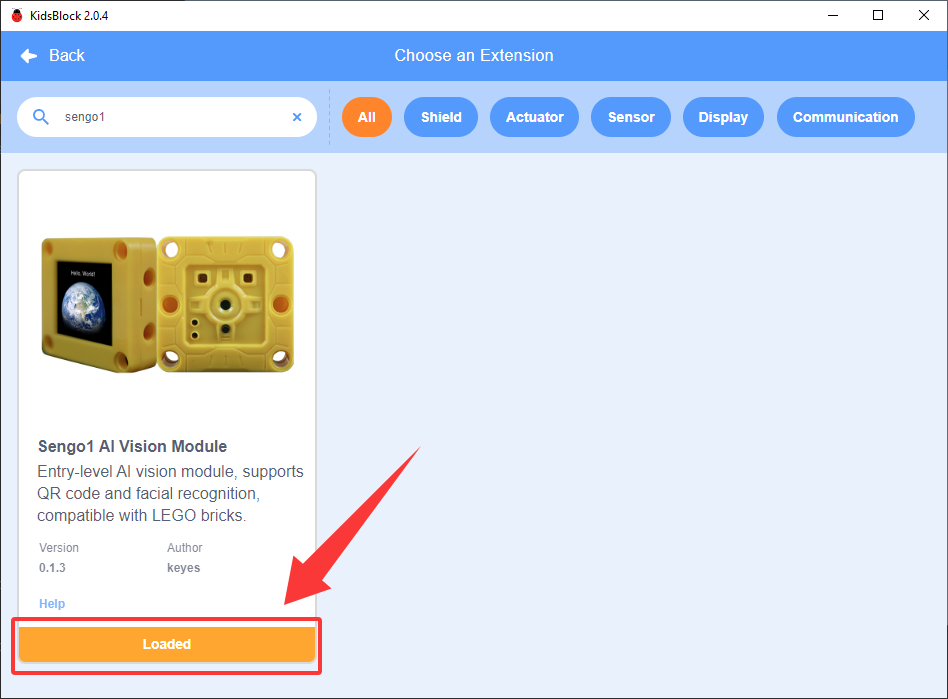 KidsBlock 2.0.4
Back
Choose an Extension
sengo1
All
Shield
Actuator
Sensor
Display
Communication
Hello, World!
Sengo1 AI Vision Module
Entry-level AI vision module, supports
QR code and facial recognition,
compatible with LEGO bricks.
Version
Author
0.1.3
keyes
Help
Loaded